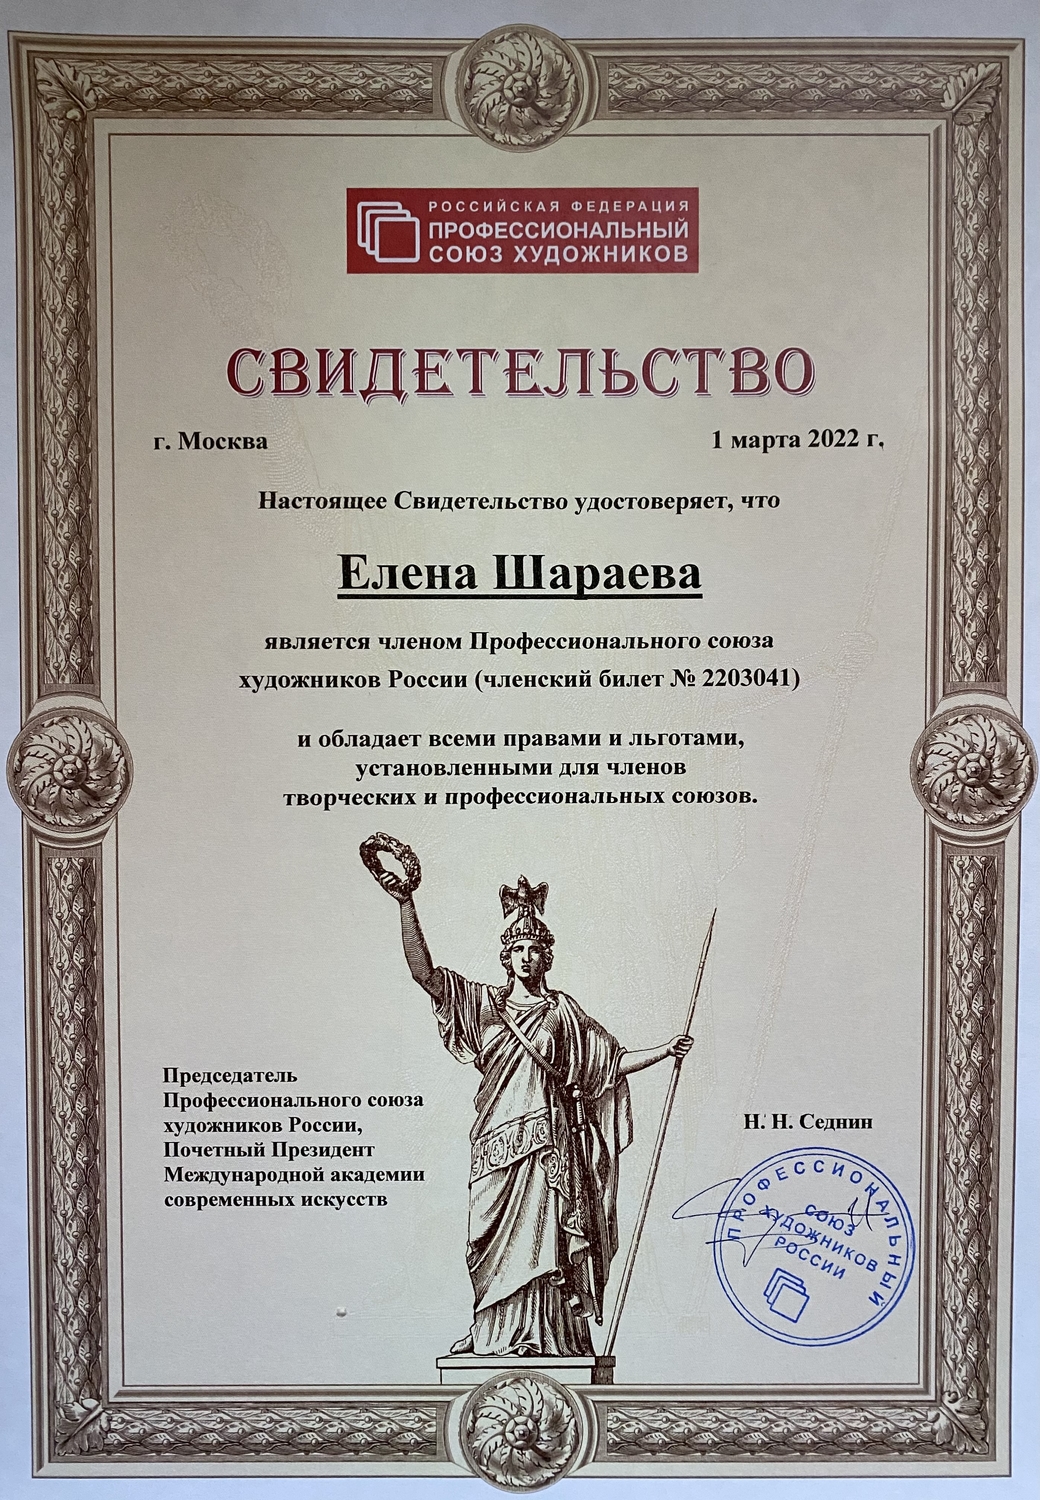 РОССИЙСКАЯ ФЕДЕРАЦИЯ
ПРОФЕССИОНАЛЬНЫЙ
СОЮЗ ХУДОЖНИКОВ
СВИДЕТЕЛЬСТВО
г. Москва
1 марта 2022 г.
Настоящее Свидетельство удостоверяет, что
Елена Шараева
является членом Профессионального союза
художников России (членский билет № 2203041)
и обладает всеми правами и льготами,
установленными для членов
творческих и профессиональных союзов.
Председатель
Профессионального союза
художников России,
Почетный Президент
Международной академии
современных искусств
Н. Н. Седнин
ПРОФЕССИОНАЛЬНЫЙ
СОЮЗ
ХУДОЖНИКОВ
РОССИИ